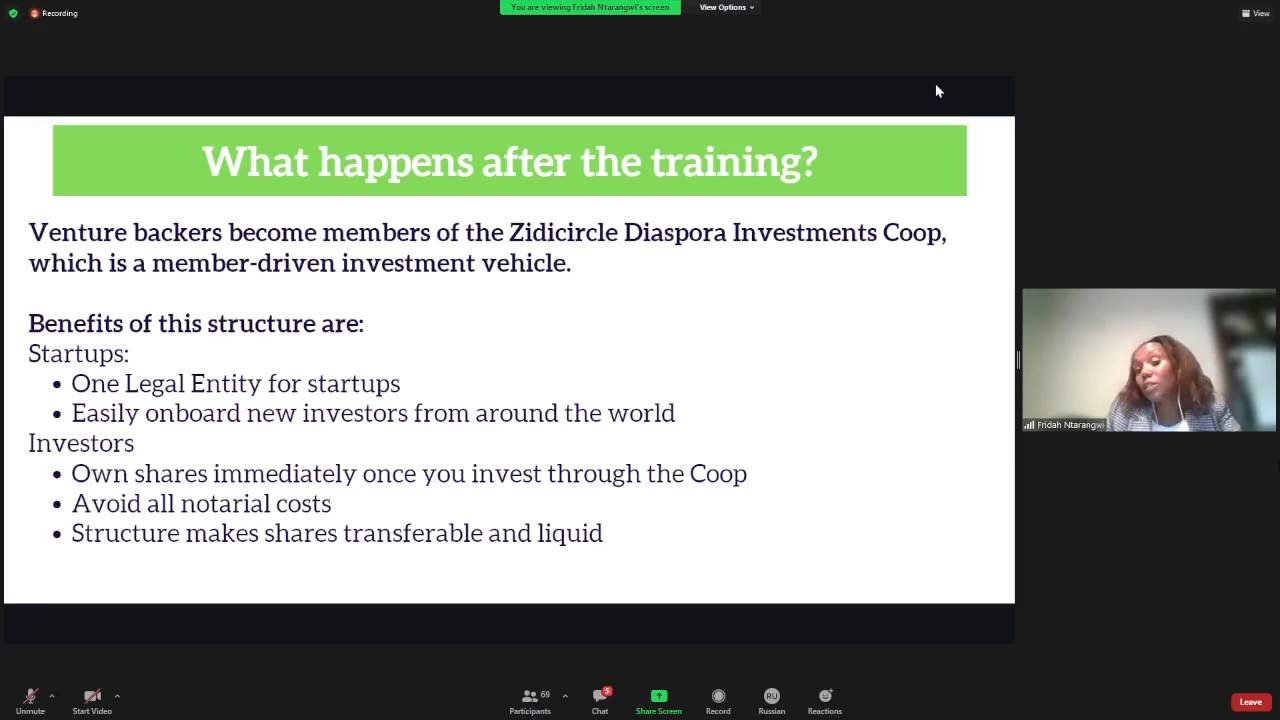 Recording
You are viewing Fridah Ntarangwi's screen
View Options
View
What happens after the training?
Venture backers become members of the Zidicircle Diaspora Investments Coop,
which is a member-driven investment vehicle.
Benefits of this structure are:
Startups:
• One Legal Entity for startups
• Easily onboard new investors from around the world
Investors
• Own shares immediately once you invest through the Coop
• Avoid all notarial costs
• Structure makes shares transferable and liquid
Fridah Ntarangwi
Unmute
Start Video
69
Participants
5
Chat
Share Screen
Record
RU
Russian
Reactions
Leave